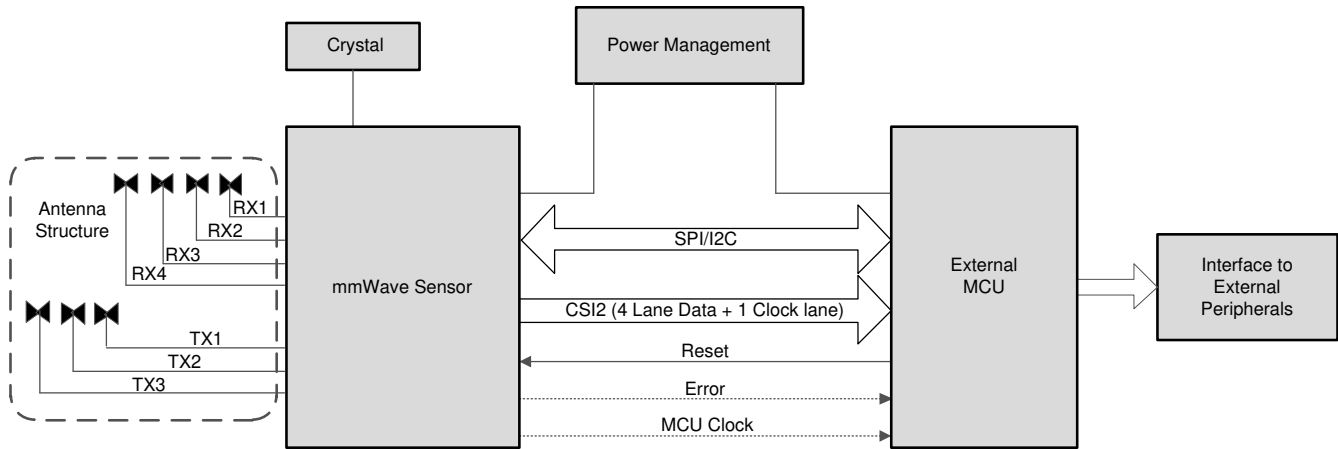 Crystal
Power Management
Antenna
Structure
RX1
RX2
RX3
RX4
TX1
TX2
TX3
mmWave Sensor
SPI/I2C
CSI2 (4 Lane Data + 1 Clock lane)
Reset
Error
MCU Clock
External
MCU
Interface to
External
Peripherals